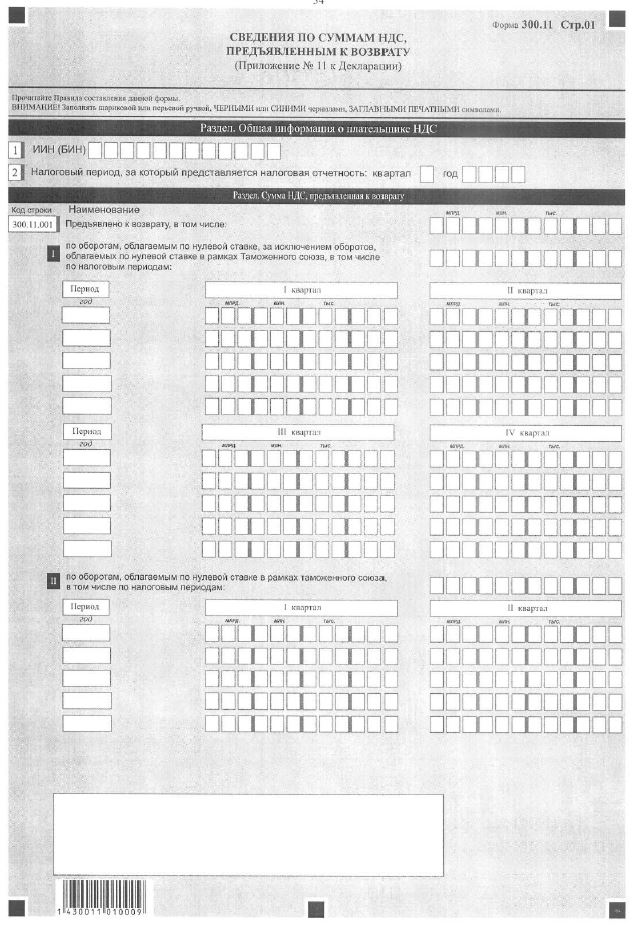 54
Форма 300.11 Стр.01
СВЕДЕНИЯ ПО СУММАМ НДС,
ПРЕДЪЯВЛЕННЫМ К ВОЗВРАТУ
(Приложение № 11 к Декларации)
Прочитайте Правила составления данной формы.
ВНИМАНИЕ! Заполнять шариковой или перьевой ручкой, ЧЕРНЫМИ или СИНИМИ чернилами, ЗАГЛАВНЫМИ ПЕЧАТНЫМИ символами.
Раздел. Общая информация о плательщике НДС
1 ИИН (БИН)
2 Налоговый период, за который представляется налоговая отчетность: квартал год
Раздел. Сумма НДС, предъявленная к возврату
Код строки Наименование
млрд. млн. тыс.
300.11.001 Предъявлено к возврату, в том числе:
I по оборотам, облагаемым по нулевой ставке, за исключением оборотов,
облагаемых по нулевой ставке в рамках Таможенного союза, в том числе
по налоговым периодам:
Период I квартал II квартал
год млрд. млн. тыс. млрд. млн. тыс.
Период III квартал IV квартал
год млрд. млн. тыс. млрд. млн. тыс.
II по оборотам, облагаемым по нулевой ставке в рамках таможенного союза,
в том числе по налоговым периодам:
Период I квартал II квартал
год млрд. млн. тыс. млрд. млн. тыс.
1 430011 010009